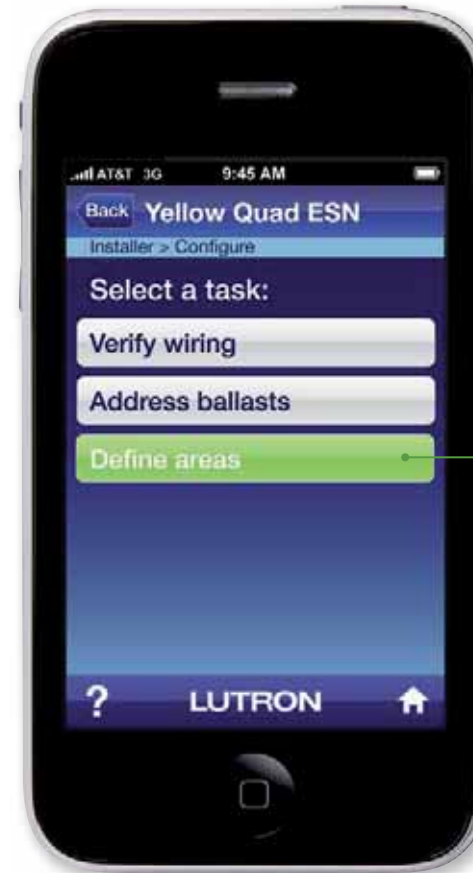 AT&T 3G 9:45 AM
Back Yellow Quad ESN
Installer > Configure
Select a task:
Verify wiring
Address ballasts
Define areas
? LUTRON